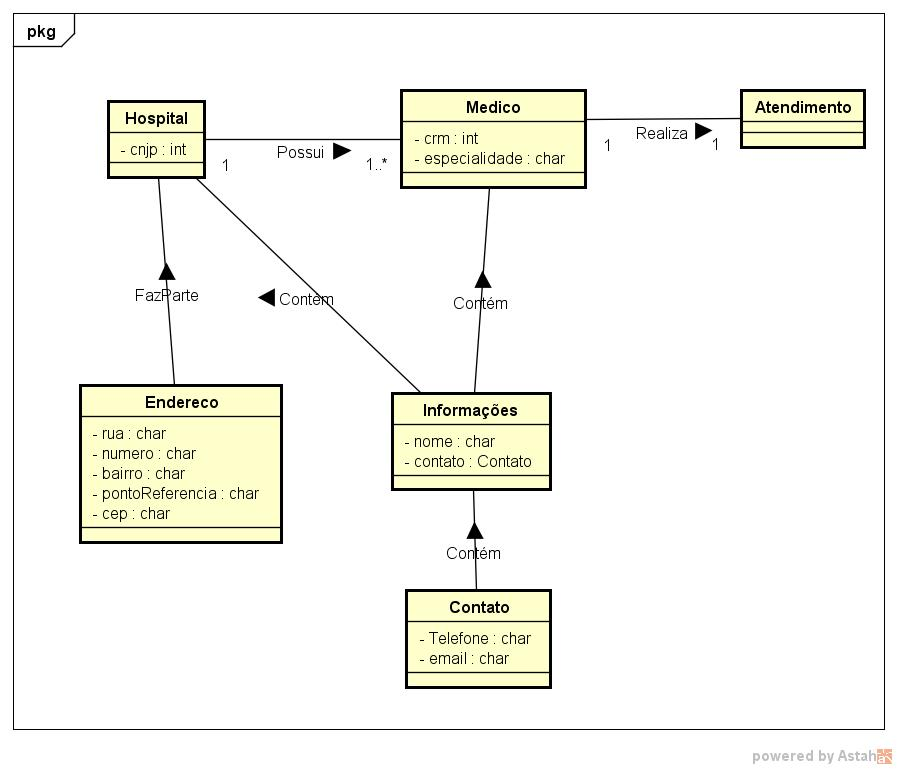 pkg
Hospital
- cnjp : int
Possui
1
1..*
Medico
- crm : int
- especialidade : char
Realiza
1
1
Atendimento
FazParte
Contém
Contém
Endereco
- rua : char
- numero : char
- bairro : char
- pontoReferencia : char
- cep : char
Informações
- nome : char
- contato : Contato
Contém
Contato
- Telefone : char
- email : char
powered by Astah